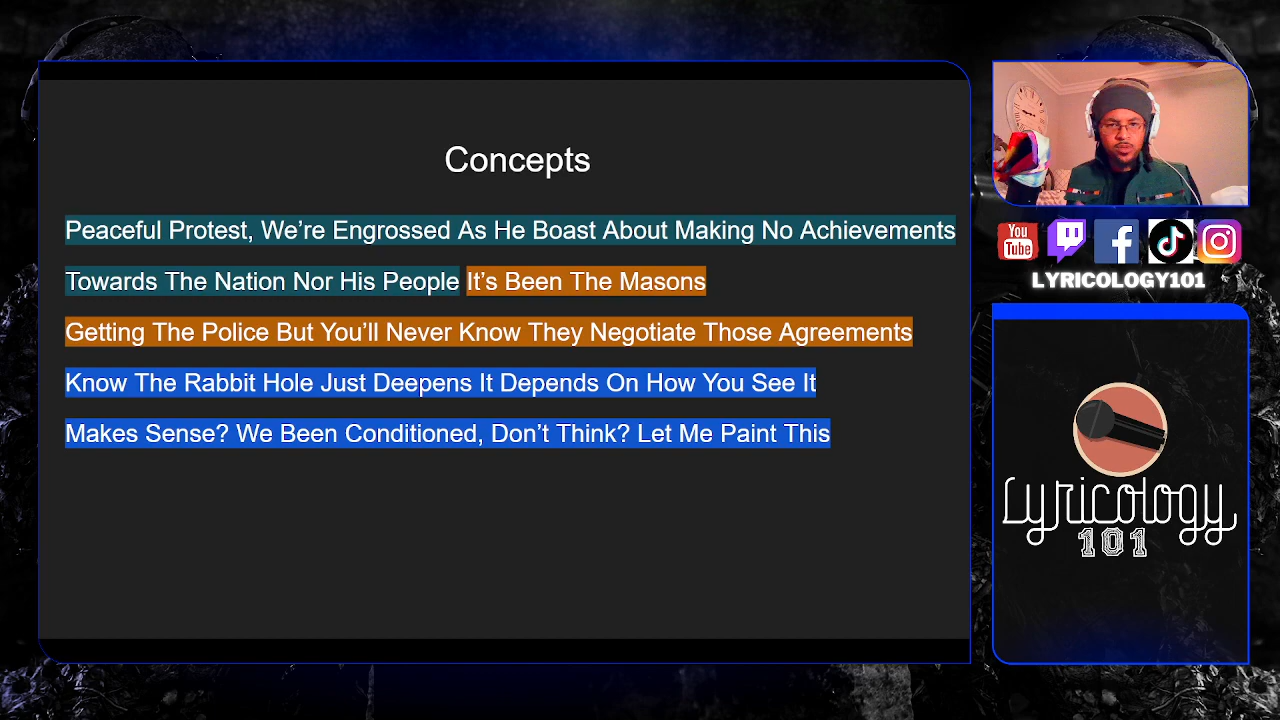 Concepts
Peaceful Protest, We're Engrossed As He Boast About Making No Achievements
Towards The Nation Nor His People It's Been The Masons
Getting The Police But You'll Never Know They Negotiate Those Agreements
Know The Rabbit Hole Just Deepens It Depends On How You See It
Makes Sense? We Been Conditioned, Don't Think? Let Me Paint This
You
Tube
LYRICOLOGY101
Lyricology
101